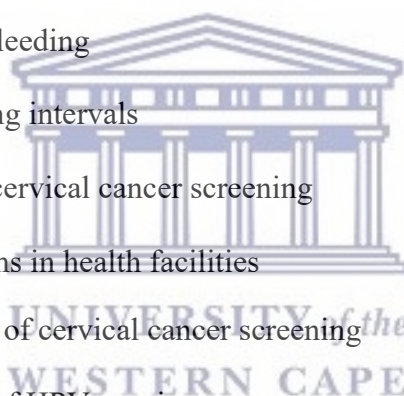 leeding
ng intervals
cervical cancer screening
ns in health facilities
UNIVERSITY of the
of cervical cancer screening
WESTERN CAPE